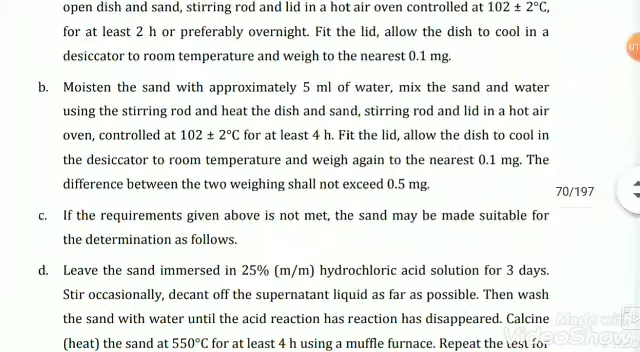 open dish and sand, stirring rod and lid in a hot air oven controlled at 102 ± 2°C,
for at least 2 h or preferably overnight. Fit the lid, allow the dish to cool in a
desiccator to room temperature and weigh to the nearest 0.1 mg.
b. Moisten the sand with approximately 5 ml of water, mix the sand and water
using the stirring rod and heat the dish and sand, stirring rod and lid in a hot air
oven, controlled at 102 ± 2°C for at least 4 h. Fit the lid, allow the dish to cool in
the desiccator to room temperature and weigh again to the nearest 0.1 mg. The
difference between the two weighing shall not exceed 0.5 mg.
70/197
c. If the requirements given above is not met, the sand may be made suitable for
the determination as follows.
d. Leave the sand immersed in 25% (m/m) hydrochloric acid solution for 3 days.
Stir occasionally, decant off the supernatant liquid as far as possible. Then wash
the sand with water until the acid reaction has reaction has disappeared. Calcine
Made with
(heat) the sand at 550°C for at least 4 h using a muffle furnace. Repeat the test for
VideoShow